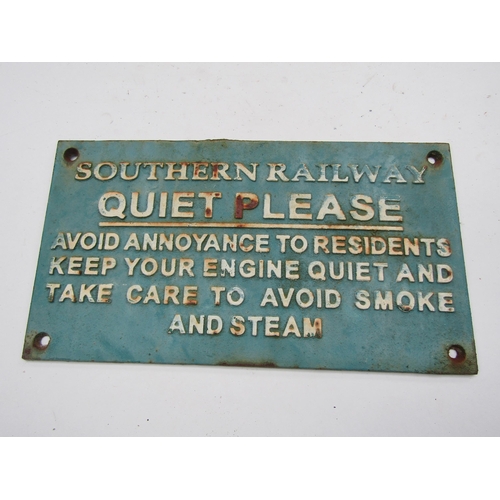 SOUTHERN RAILWAY
QUIET PLEASE
AVOID ANNOYANCE TO RESIDENTS
KEEP YOUR ENGINE QUIET AND
TAKE CARE TO AVOID SMOKE
AND STEAM